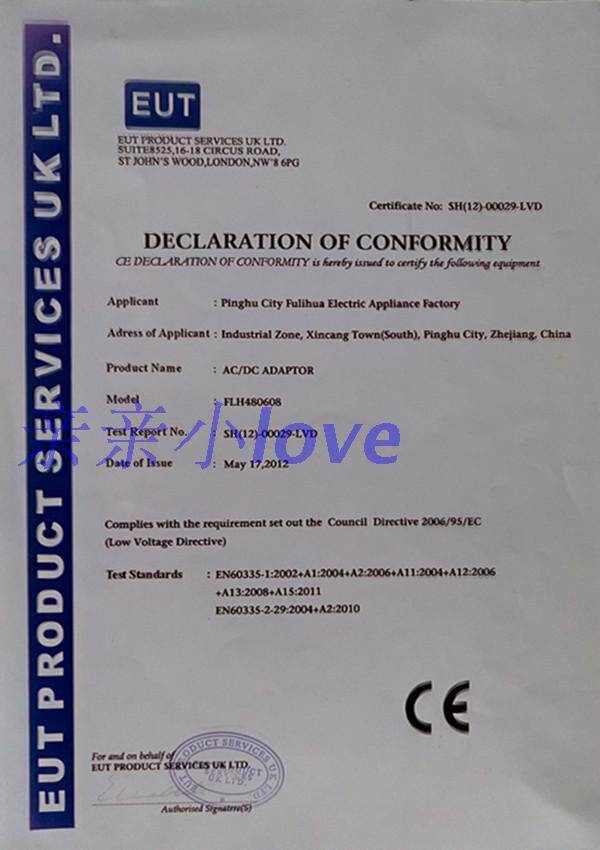 EUT PRODUCT SERVICES UK LTD.
EUT
EUT PRODUCT SERVICES UK LTD.
SUITE8525,16-18 CIRCUS ROAD,
ST JOHN'S WOOD,LONDON,NW'8 6PG
Certificate No: SH(12)-00029-LVD
DECLARATION OF CONFORMITY
CE DECLARATION OF CONFORMITY is hereby issued to certify the following equipment
Applicant : Pinghu City Fulihua Electric Appliance Factory
Adress of Applicant : Industrial Zone, Xincang Town(South), Pinghu City, Zhejiang, China
Product Name : AC/DC ADAPTOR
Model : FLH480608
Test Report No. : SH(12)-00029-LVD
亲亲小love
Date of Issue : May 17,2012
Complies with the requirement set out the Council Directive 2006/95/EC
(Low Voltage Directive)
Test Standards : EN60335-1:2002+A1:2004+A2:2006+A11:2004+A12:2006
+A13:2008+A15:2011
EN60335-2-29:2004+A2:2010
CE
For and on behalf of
EUT PRODUCT SERVICES UK LTD.
EUT PRODUCT SERVICES UK LTD.
Authorised Signatrre(S)